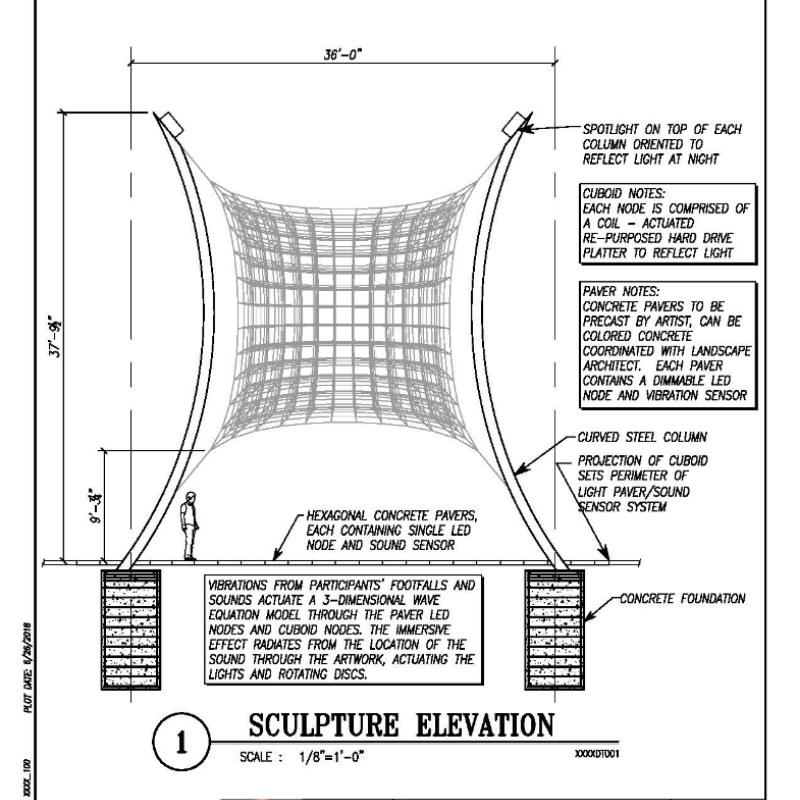 36'-0"
SPOTLIGHT ON TOP OF EACH
COLUMN ORIENTED TO
REFLECT LIGHT AT NIGHT
CUBOID NOTES:
EACH NODE IS COMPRISED OF
A COIL - ACTUATED
RE-PURPOSED HARD DRIVE
PLATTER TO REFLECT LIGHT
PAVER NOTES:
CONCRETE PAVERS TO BE
PRECAST BY ARTIST, CAN BE
COLORED CONCRETE
COORDINATED WITH LANDSCAPE
ARCHITECT. EACH PAVER
CONTAINS A DIMMABLE LED
NODE AND VIBRATION SENSOR
37'-9½"
CURVED STEEL COLUMN
PROJECTION OF CUBOID
SETS PERIMETER OF
LIGHT PAVER/SOUND
SENSOR SYSTEM
HEXAGONAL CONCRETE PAVERS,
EACH CONTAINING SINGLE LED
NODE AND SOUND SENSOR
VIBRATIONS FROM PARTICIPANTS' FOOTFALLS AND
SOUNDS ACTUATE A 3-DIMENSIONAL WAVE
EQUATION MODEL THROUGH THE PAVER LED
NODES AND CUBOID NODES. THE IMMERSIVE
EFFECT RADIATES FROM THE LOCATION OF THE
SOUND THROUGH THE ARTWORK, ACTUATING THE
LIGHTS AND ROTATING DISCS.
CONCRETE FOUNDATION
1
SCULPTURE ELEVATION
SCALE : 1/8"=1'-0"
XXXXDT001
PLOT DATE: 6/26/2018
XXXX_100